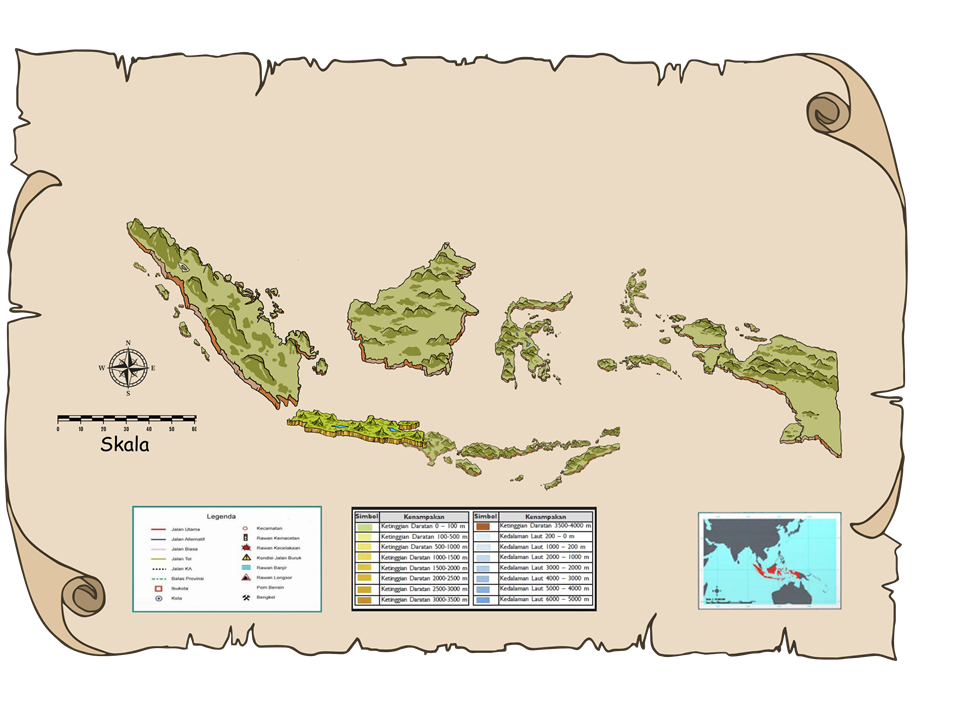 N
W E
S
0 10 20 30 40 50 60
Skala
Legenda
Jalan Utama
Jalan Alternatif
Jalan Biasa
Jalan Tol
Jalan KA
Batas Provinsi
Ibukota
Kota
Kecamatan
Rawan Kemacetan
Rawan Kecelakaan
Kondisi Jalan Buruk
Rawan Banjir
Rawan Longsor
Pom Bensin
Bengkel
Simbol Kenampakan
Ketinggian Daratan 0 – 100 m
Ketinggian Daratan 100-500 m
Ketinggian Daratan 500-1000 m
Ketinggian Daratan 1000-1500 m
Ketinggian Daratan 1500-2000 m
Ketinggian Daratan 2000-2500 m
Ketinggian Daratan 2500-3000 m
Ketinggian Daratan 3000-3500 m
Simbol Kenampakan
Ketinggian Daratan 3500-4000 m
Kedalaman Laut 200 – 0 m
Kedalaman Laut 1000 – 200 m
Kedalaman Laut 2000 – 1000 m
Kedalaman Laut 3000 – 2000 m
Kedalaman Laut 4000 – 3000 m
Kedalaman Laut 5000 – 4000 m
Kedalaman Laut 6000 – 5000 m